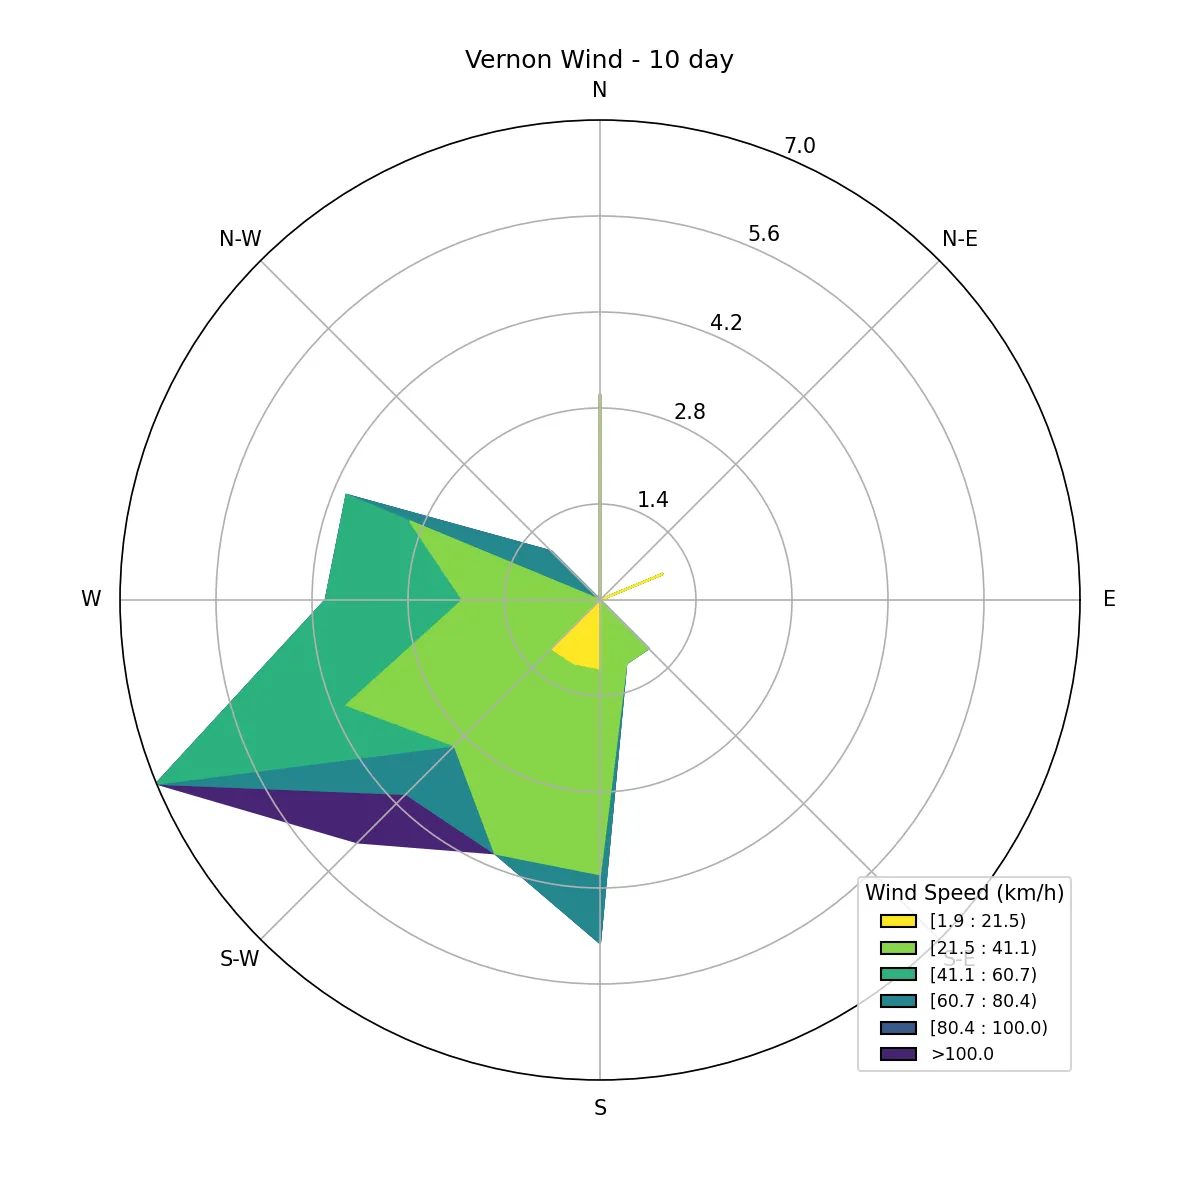 Vernon Wind - 10 day
N
7.0
5.6
N-W
N-E
4.2
2.8
1.4
W
E
Wind Speed (km/h)
[1.9 : 21.5)
[21.5 : 41.1)
S-W
S-E
[41.1 : 60.7)
[60.7 : 80.4)
[80.4 : 100.0)
>100.0
S